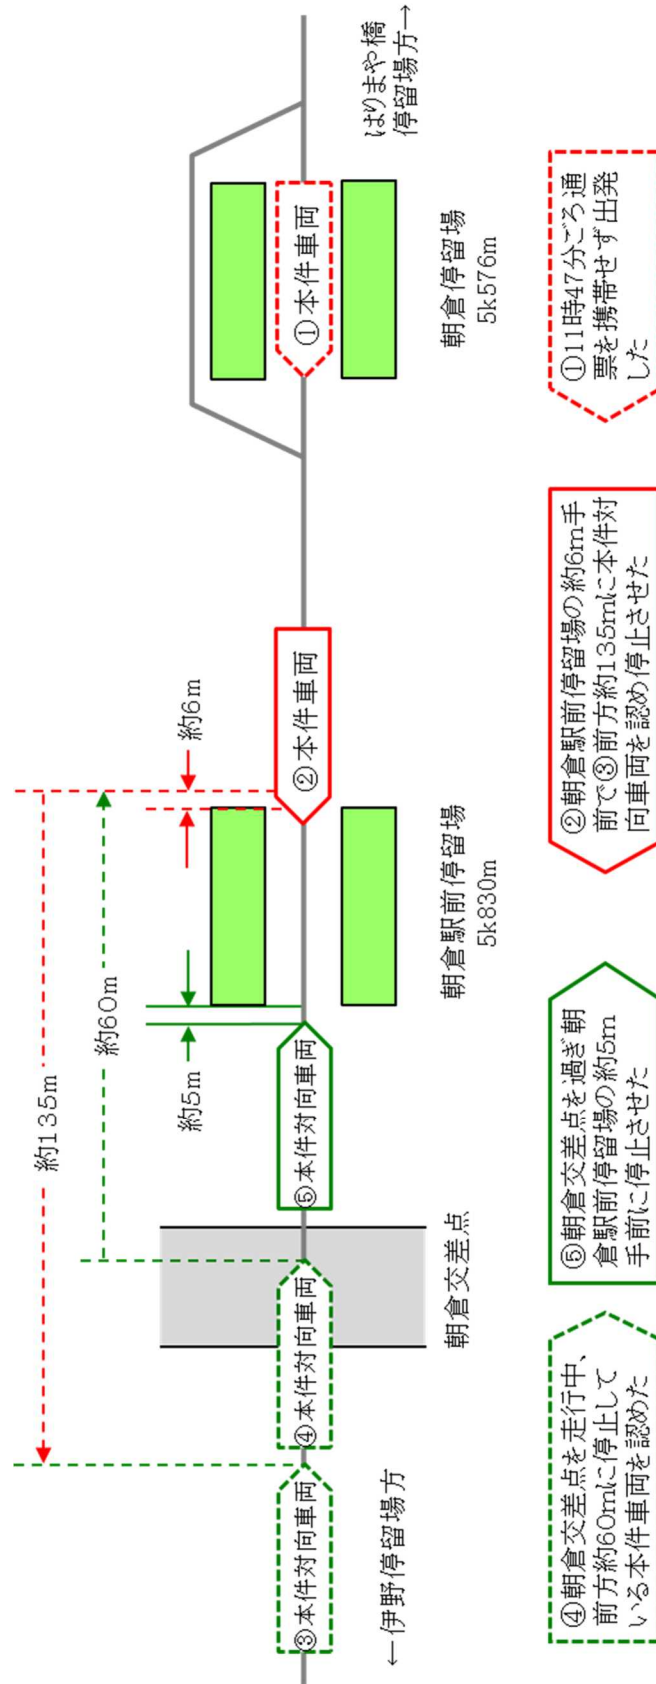 約135m
約60m
約5m
約6m
③本件対向車両
④本件対向車両
⑤本件対向車両
②本件車両
①本件車両
はりまや橋
停留場方→
←伊野停留場方
朝倉交差点
朝倉駅前停留場
5k830m
朝倉停留場
5k576m
④朝倉交差点を走行中、
前方約60mに停止して
いる本件車両を認めた
⑤朝倉交差点を過ぎ朝
倉駅前停留場の約5m
手前に停止させた
②朝倉駅前停留場の約6m手
前で③前方約135mに本件対
向車両を認め停止させた
①11時47分ごろ通
票を携帯せず出発
した